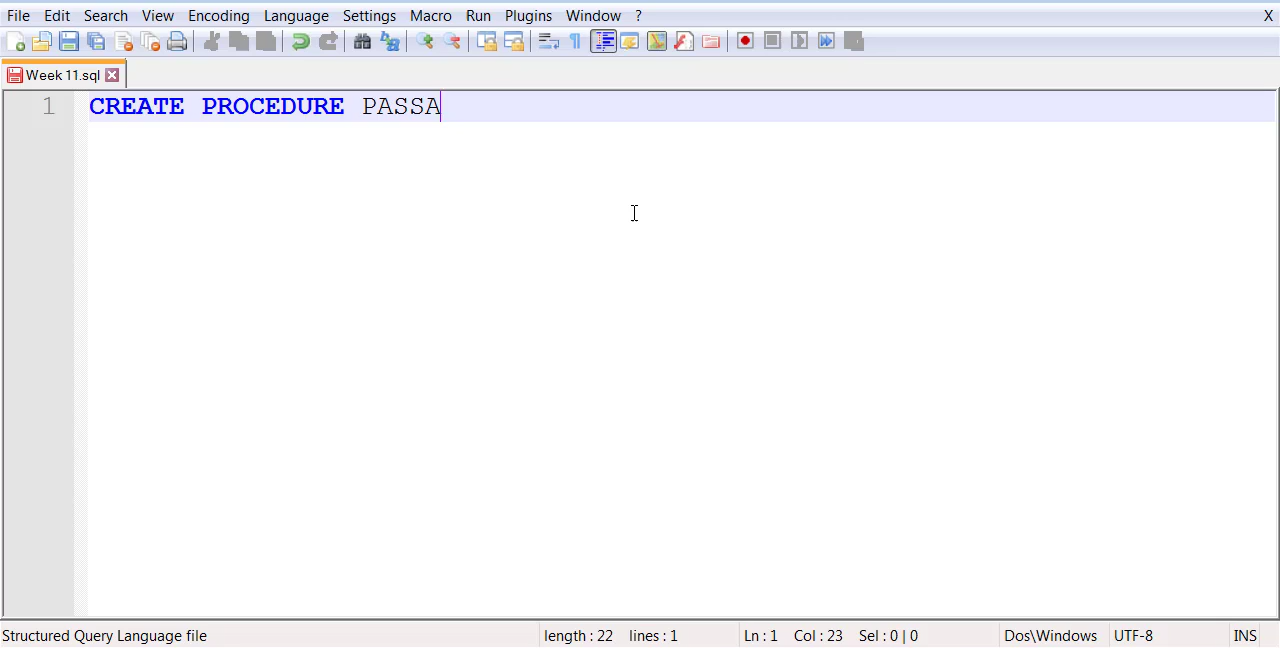 File Edit Search View Encoding Language Settings Macro Run Plugins Window ? X
Week 11.sql
1 CREATE PROCEDURE PASSA
Structured Query Language file length : 22 lines : 1 Ln : 1 Col : 23 Sel : 0 | 0 Dos\Windows UTF-8 INS